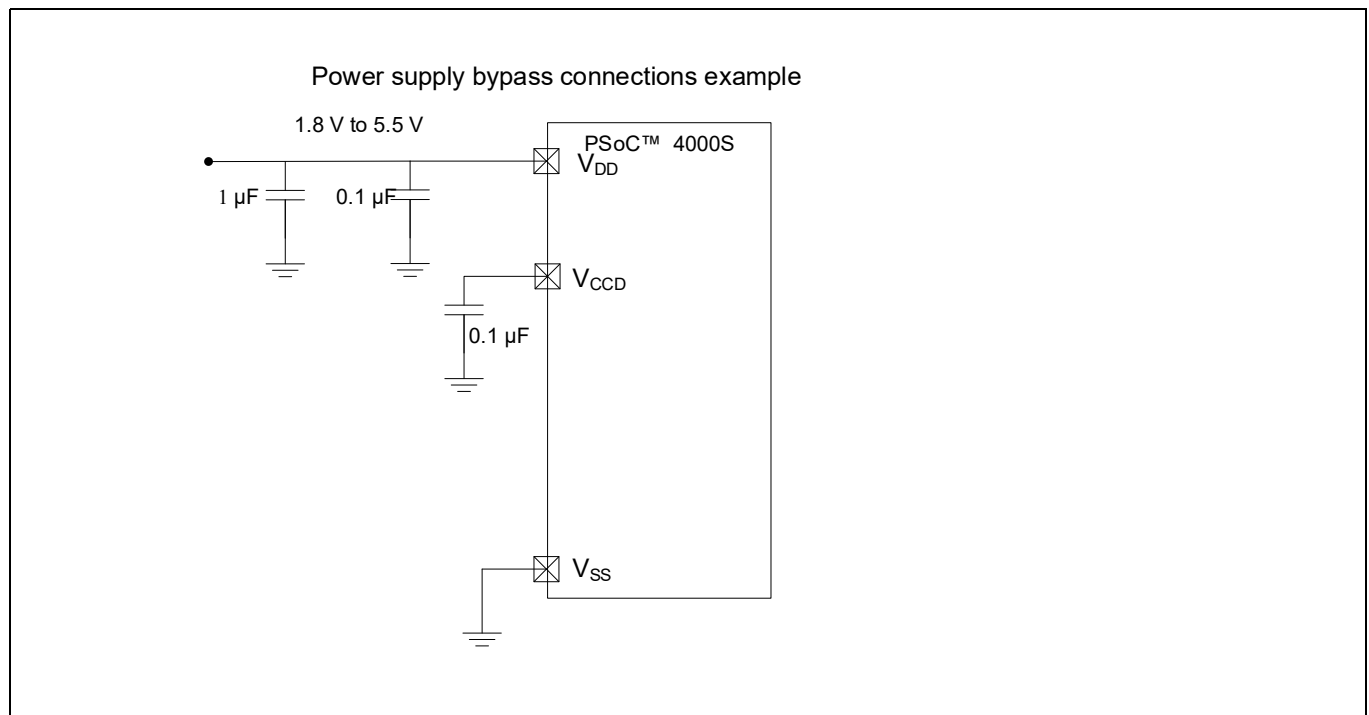 Power supply bypass connections example
1.8 V to 5.5 V
PSoC™ 4000S
VDD
1 µF
0.1 µF
VCCD
0.1 µF
VSS